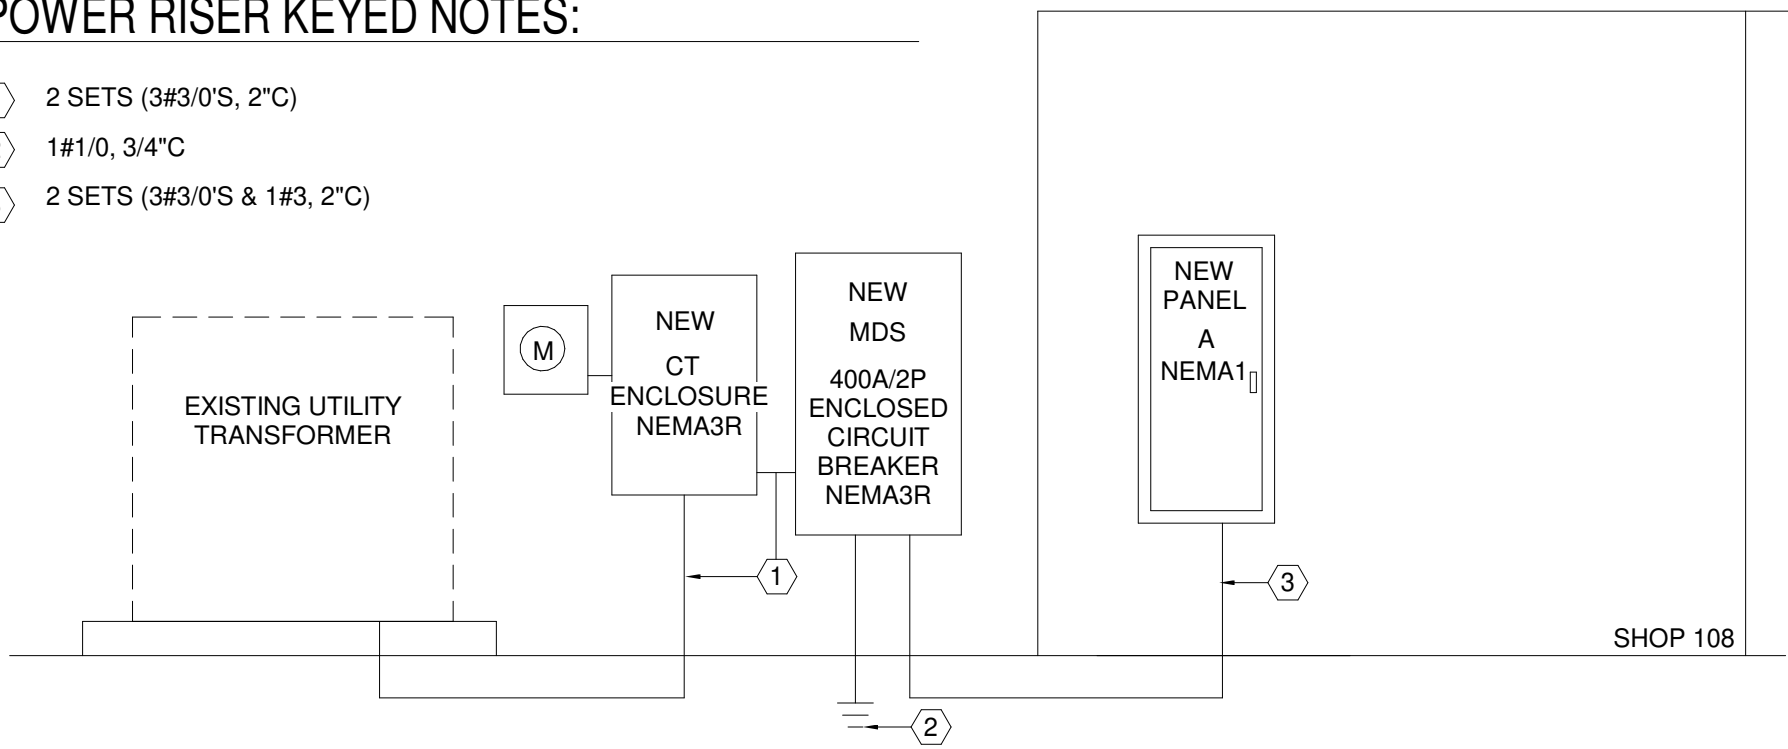 POWER RISER KEYED NOTES:
2 SETS (3#3/0'S, 2"C)
1#1/0, 3/4"C
2 SETS (3#3/0'S & 1#3, 2"C)
EXISTING UTILITY
TRANSFORMER
M
NEW
CT
ENCLOSURE
NEMA3R
NEW
MDS
400A/2P
ENCLOSED
CIRCUIT
BREAKER
NEMA3R
NEW
PANEL
A
NEMA1
1
3
2
SHOP 108